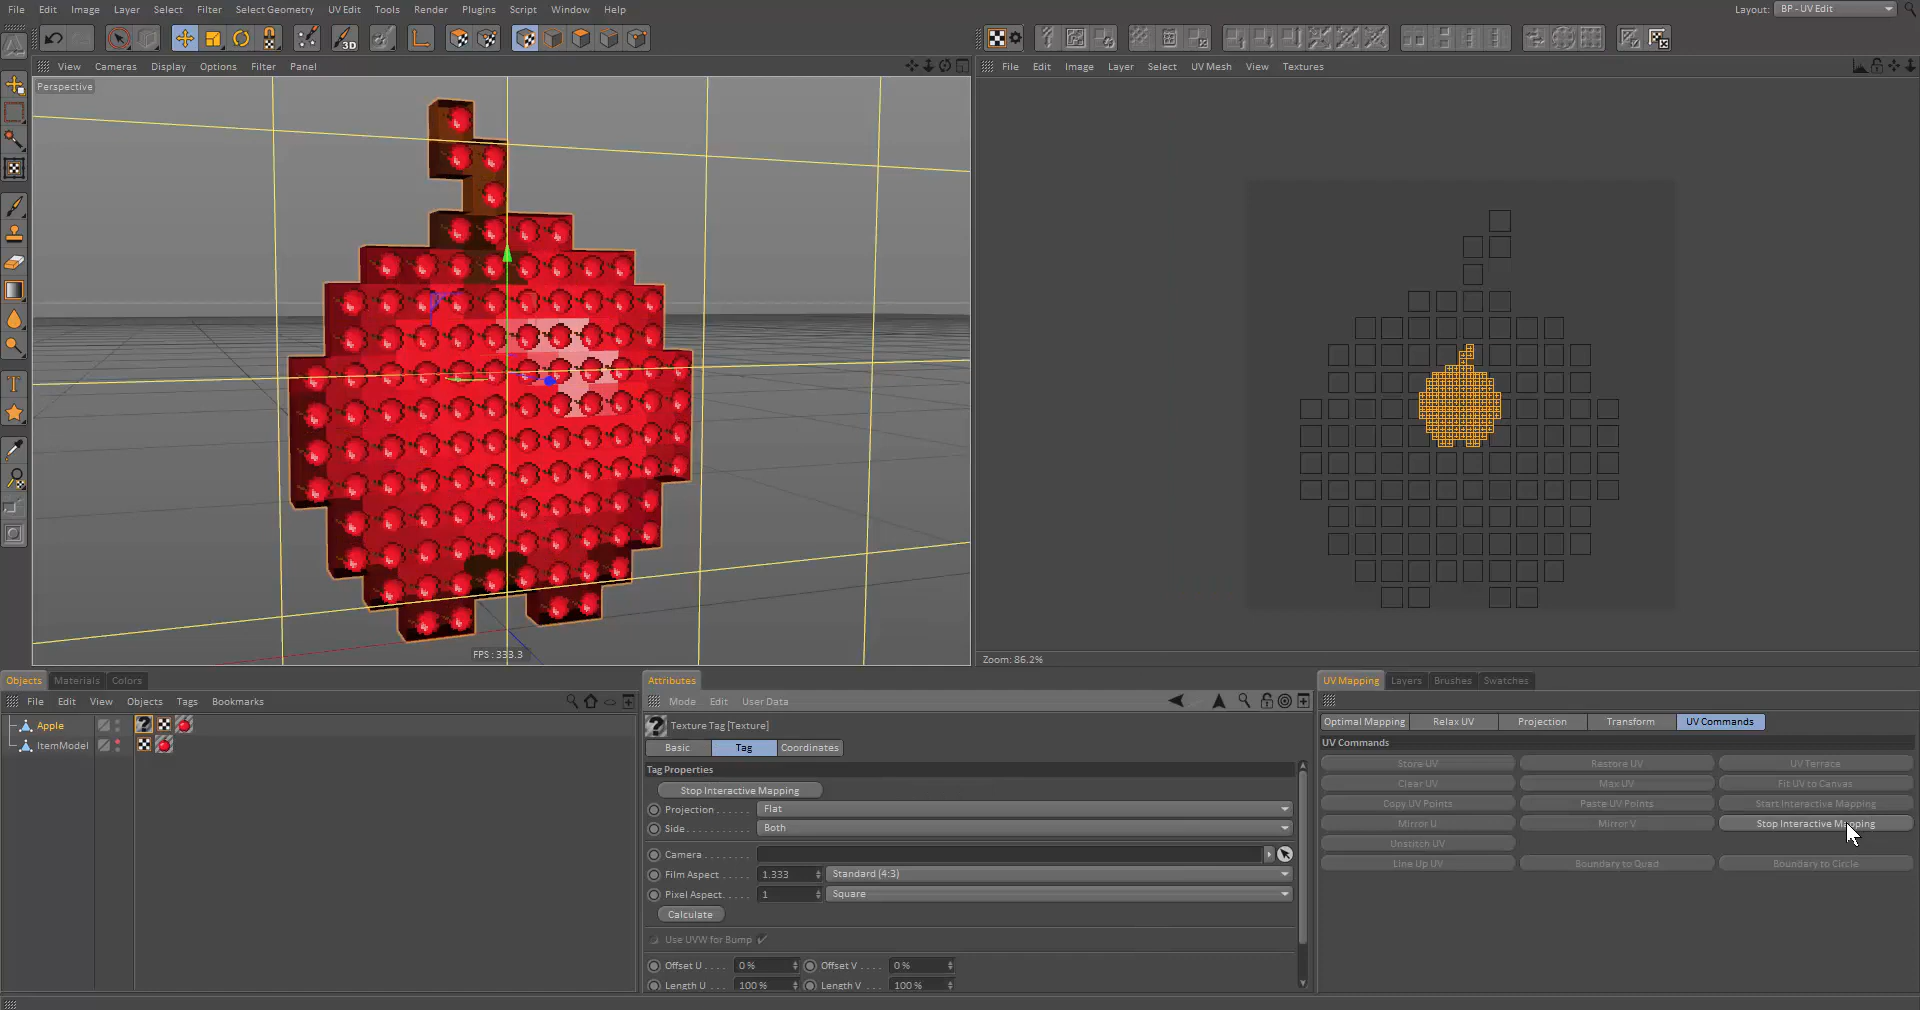 File Edit Image Layer Select Filter Select Geometry UV Edit Tools Render Plugins Script Window Help
Layout: BP - UV Edit
View Cameras Display Options Filter Panel
File Edit Image Layer Select UV Mesh View Textures
Perspective
FPS : 333.3
Zoom: 86.2%
Objects Materials Colors
File Edit View Objects Tags Bookmarks
Apple
ItemModel
Attributes
Mode Edit User Data
Texture Tag [Texture]
Basic Tag Coordinates
Tag Properties
Stop Interactive Mapping
Projection . . . . . . Flat
Side . . . . . . . . . . Both
Camera . . . . . . . .
Film Aspect . . . . 1.333 Standard (4:3)
Pixel Aspect. . . . . 1 Square
Calculate
Use UVW for Bump
Offset U . . . . 0 % Offset V . . . . 0 %
Length U . . . . 100 % Length V . . . . 100 %
UV Mapping Layers Brushes Swatches
Optimal Mapping Relax UV Projection Transform UV Commands
UV Commands
Store UV Restore UV UV Terrace
Clear UV Max UV Fit UV to Canvas
Copy UV Points Paste UV Points Start Interactive Mapping
Mirror U Mirror V Stop Interactive Mapping
Unstitch UV
Line Up UV Boundary to Quad Boundary to Circle